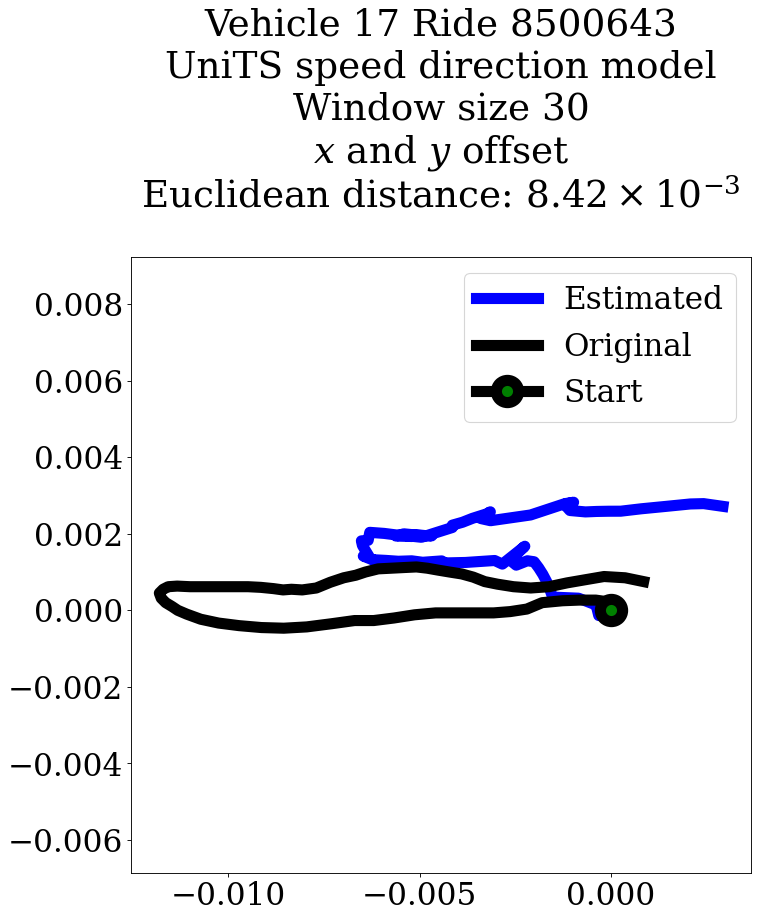 Vehicle 17 Ride 8500643
UniTS speed direction model
Window size 30
x and y offset
Euclidean distance: 8.42 × 10⁻³
Estimated
Original
Start
0.008
0.006
0.004
0.002
0.000
−0.002
−0.004
−0.006
−0.010
−0.005
0.000